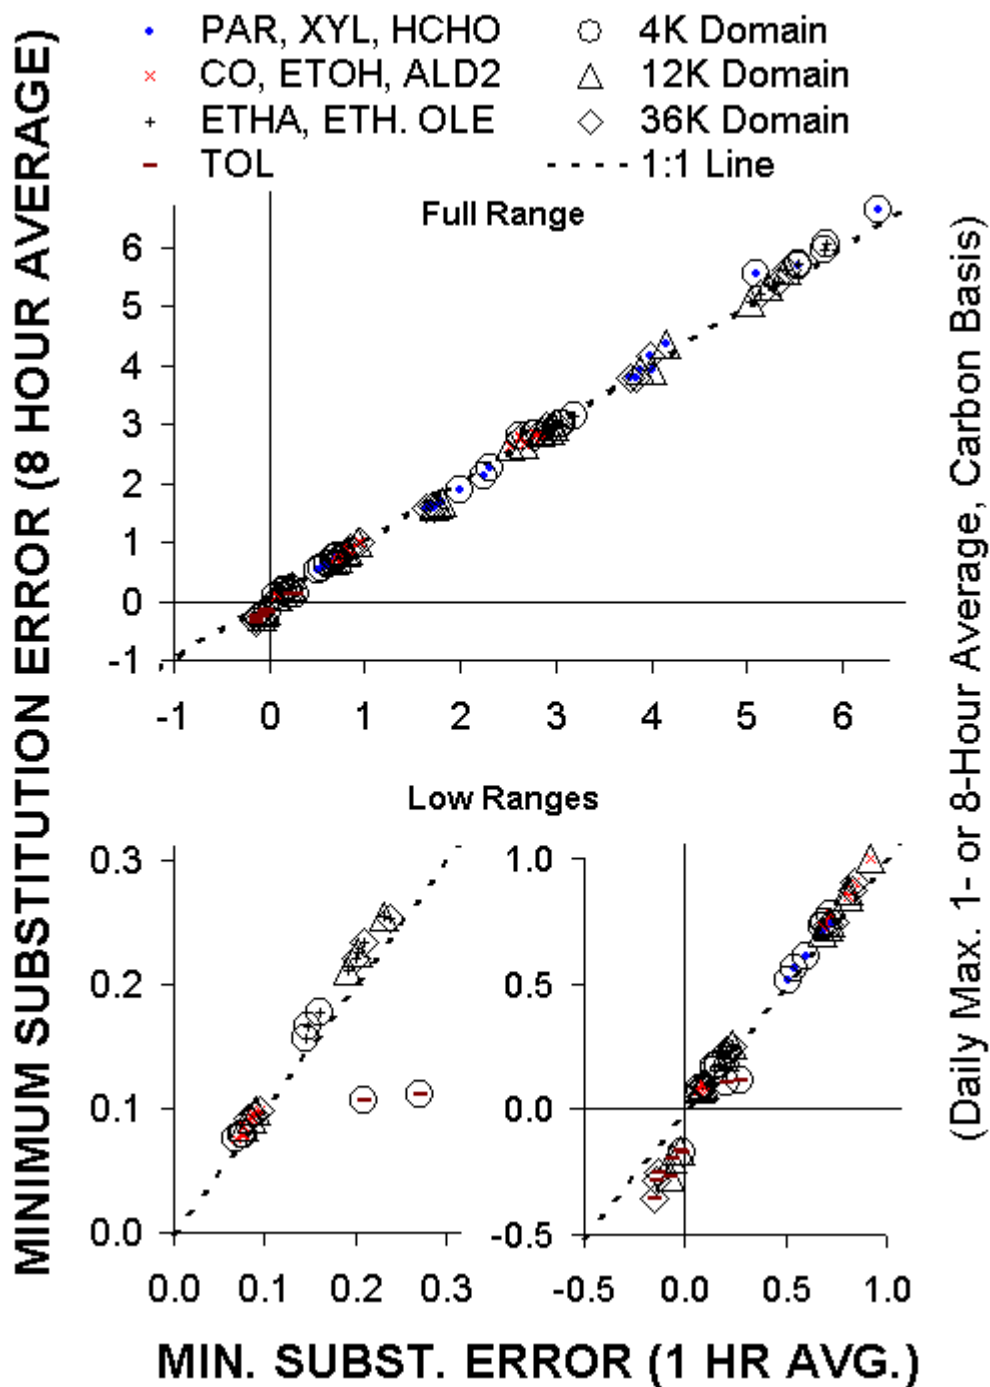 PAR, XYL, HCHO
4K Domain
CO, ETOH, ALD2
12K Domain
ETHA, ETH. OLE
36K Domain
TOL
1:1 Line
MINIMUM SUBSTITUTION ERROR (8 HOUR AVERAGE)
(Daily Max. 1- or 8-Hour Average, Carbon Basis)
Full Range
6
5
4
3
2
1
0
-1
-1 0 1 2 3 4 5 6
Low Ranges
0.3
0.2
0.1
0.0
0.0 0.1 0.2 0.3
1.0
0.5
0.0
-0.5
-0.5 0.0 0.5 1.0
MIN. SUBST. ERROR (1 HR AVG.)